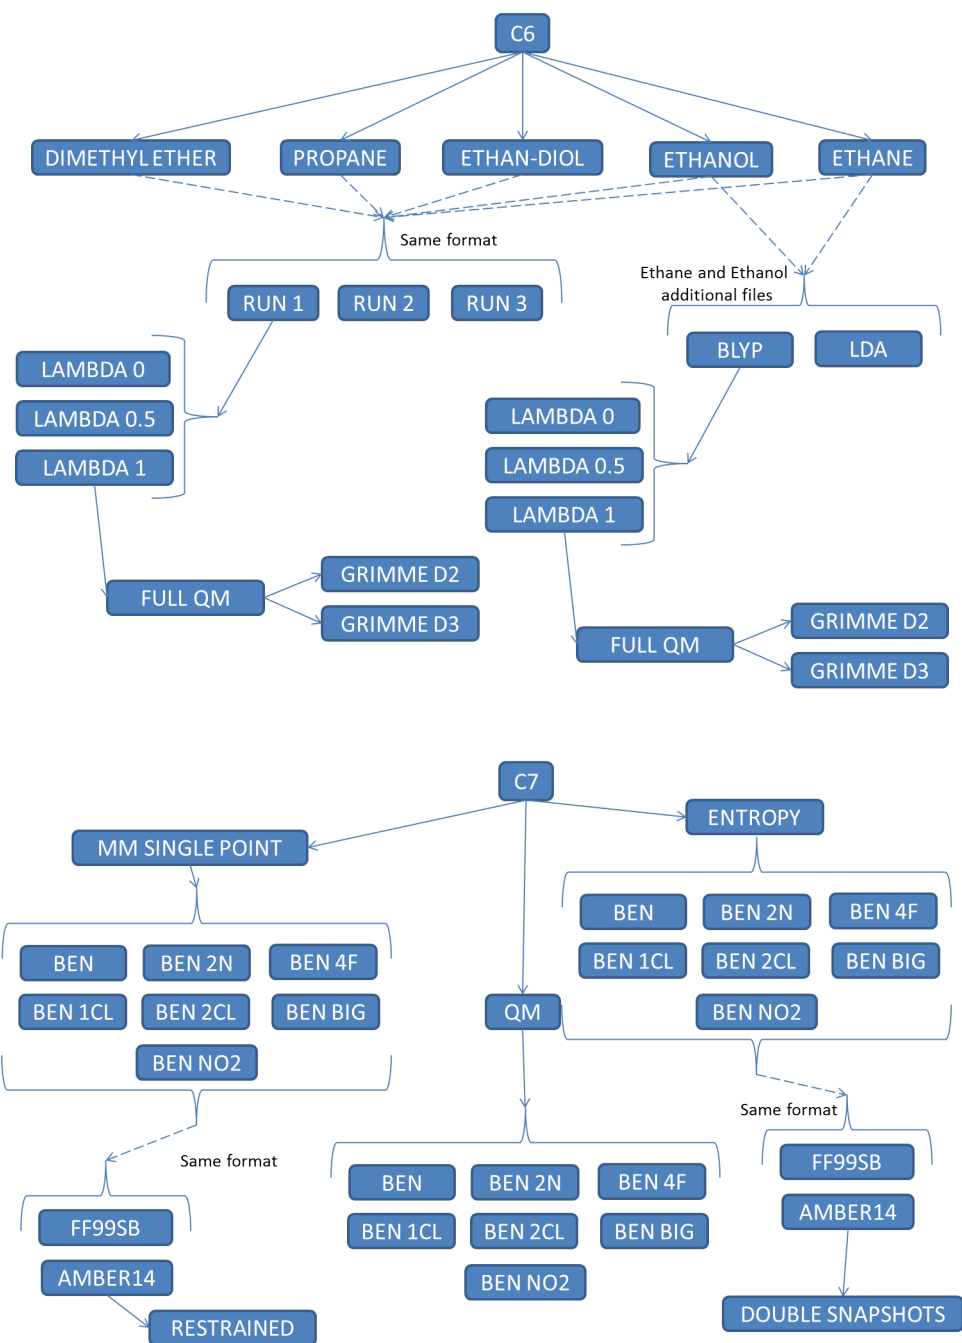 C6
DIMETHYL ETHER
PROPANE
ETHAN-DIOL
ETHANOL
ETHANE
Same format
RUN 1
RUN 2
RUN 3
LAMBDA 0
LAMBDA 0.5
LAMBDA 1
FULL QM
GRIMME D2
GRIMME D3
Ethane and Ethanol
additional files
BLYP
LDA
LAMBDA 0
LAMBDA 0.5
LAMBDA 1
FULL QM
GRIMME D2
GRIMME D3
C7
MM SINGLE POINT
BEN
BEN 2N
BEN 4F
BEN 1CL
BEN 2CL
BEN BIG
BEN NO2
Same format
FF99SB
AMBER14
RESTRAINED
QM
BEN
BEN 2N
BEN 4F
BEN 1CL
BEN 2CL
BEN BIG
BEN NO2
ENTROPY
BEN
BEN 2N
BEN 4F
BEN 1CL
BEN 2CL
BEN BIG
BEN NO2
Same format
FF99SB
AMBER14
DOUBLE SNAPSHOTS